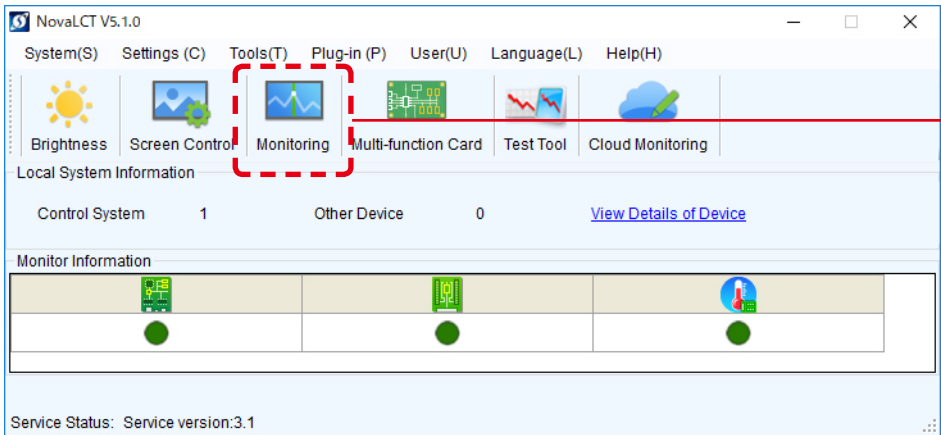 NovaLCT V5.1.0
System(S) Settings (C) Tools(T) Plug-in (P) User(U) Language(L) Help(H)
Brightness Screen Control Monitoring Multi-function Card Test Tool Cloud Monitoring
Local System Information
Control System 1 Other Device 0 View Details of Device
Monitor Information
Service Status: Service version:3.1